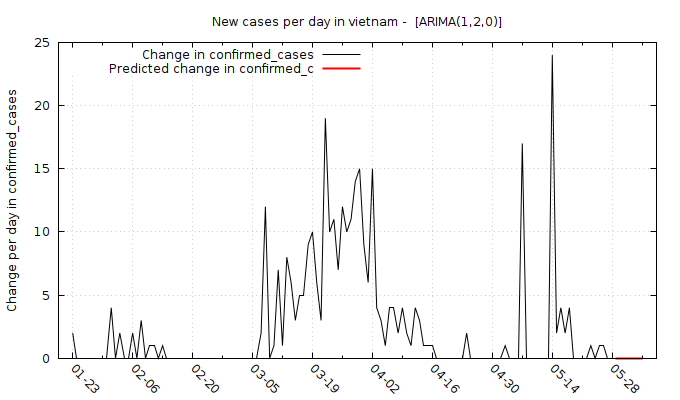 New cases per day in vietnam -  [ARIMA(1,2,0)]
Change in confirmed_cases
Predicted change in confirmed_c
Change per day in confirmed_cases
25
20
15
10
5
0
01-23 02-06 02-20 03-05 03-19 04-02 04-16 04-30 05-14 05-28